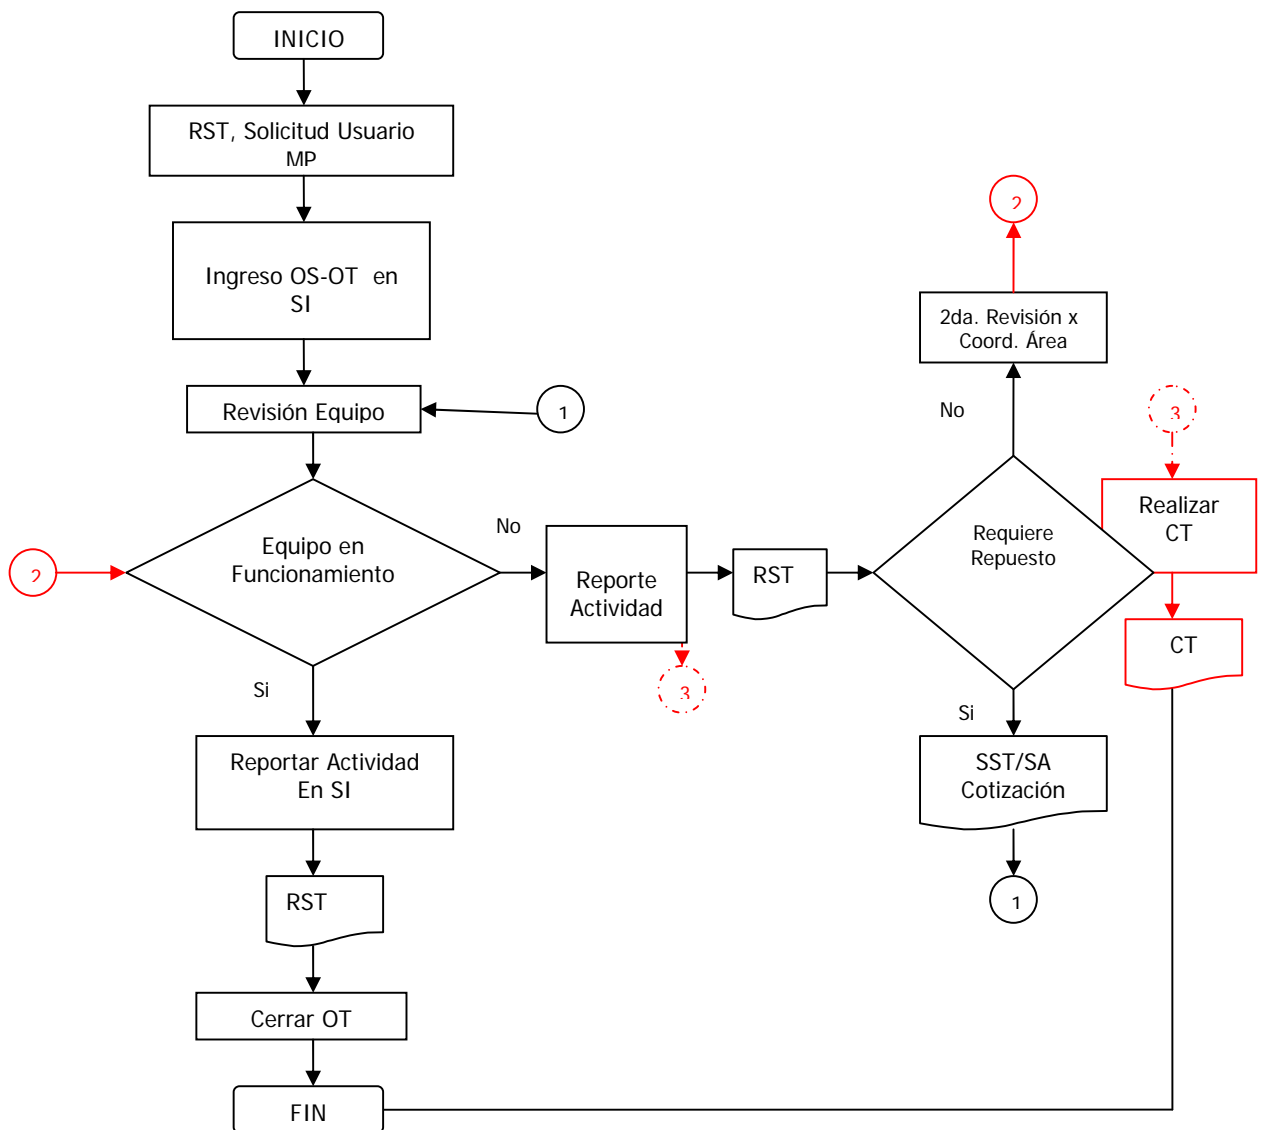 INICIO
RST, Solicitud Usuario
MP
Ingreso OS-OT en
SI
Revisión Equipo
1
Equipo en
Funcionamiento
2
No
Si
Reporte
Actividad
3
RST
Requiere
Repuesto
No
2da. Revisión x
Coord. Área
2
3
Realizar
CT
CT
Si
SST/SA
Cotización
1
Reportar Actividad
En SI
RST
Cerrar OT
FIN